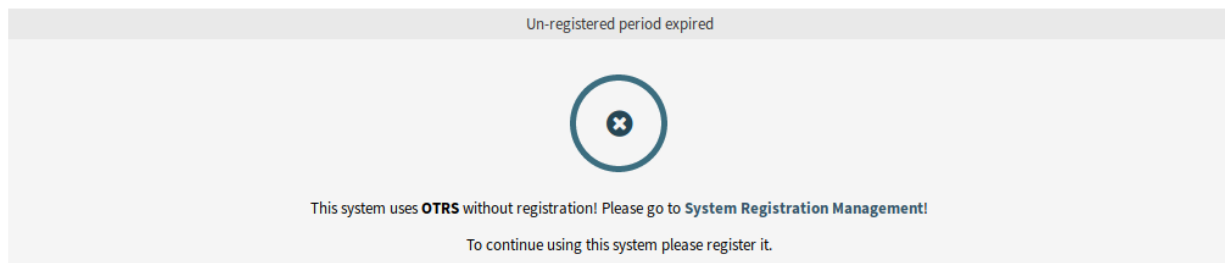 Un-registered period expired
This system uses OTRS without registration! Please go to System Registration Management!
To continue using this system please register it.